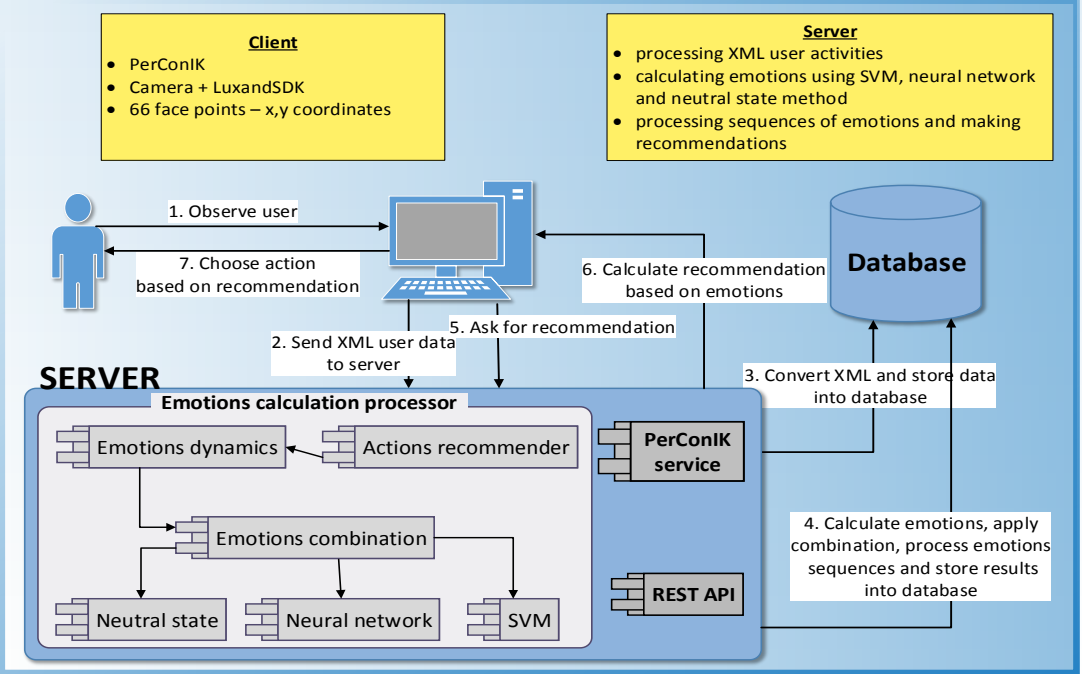 Client
• PerConIK
• Camera + LuxandSDK
• 66 face points – x,y coordinates
Server
• processing XML user activities
• calculating emotions using SVM, neural network
and neutral state method
• processing sequences of emotions and making
recommendations
1. Observe user
7. Choose action
based on recommendation
6. Calculate recommendation
based on emotions
Database
2. Send XML user data
to server
5. Ask for recommendation
3. Convert XML and store data
into database
SERVER
Emotions calculation processor
Emotions dynamics
Actions recommender
PerConIK
service
Emotions combination
4. Calculate emotions, apply
combination, process emotions
sequences and store results
into database
Neutral state
Neural network
SVM
REST API